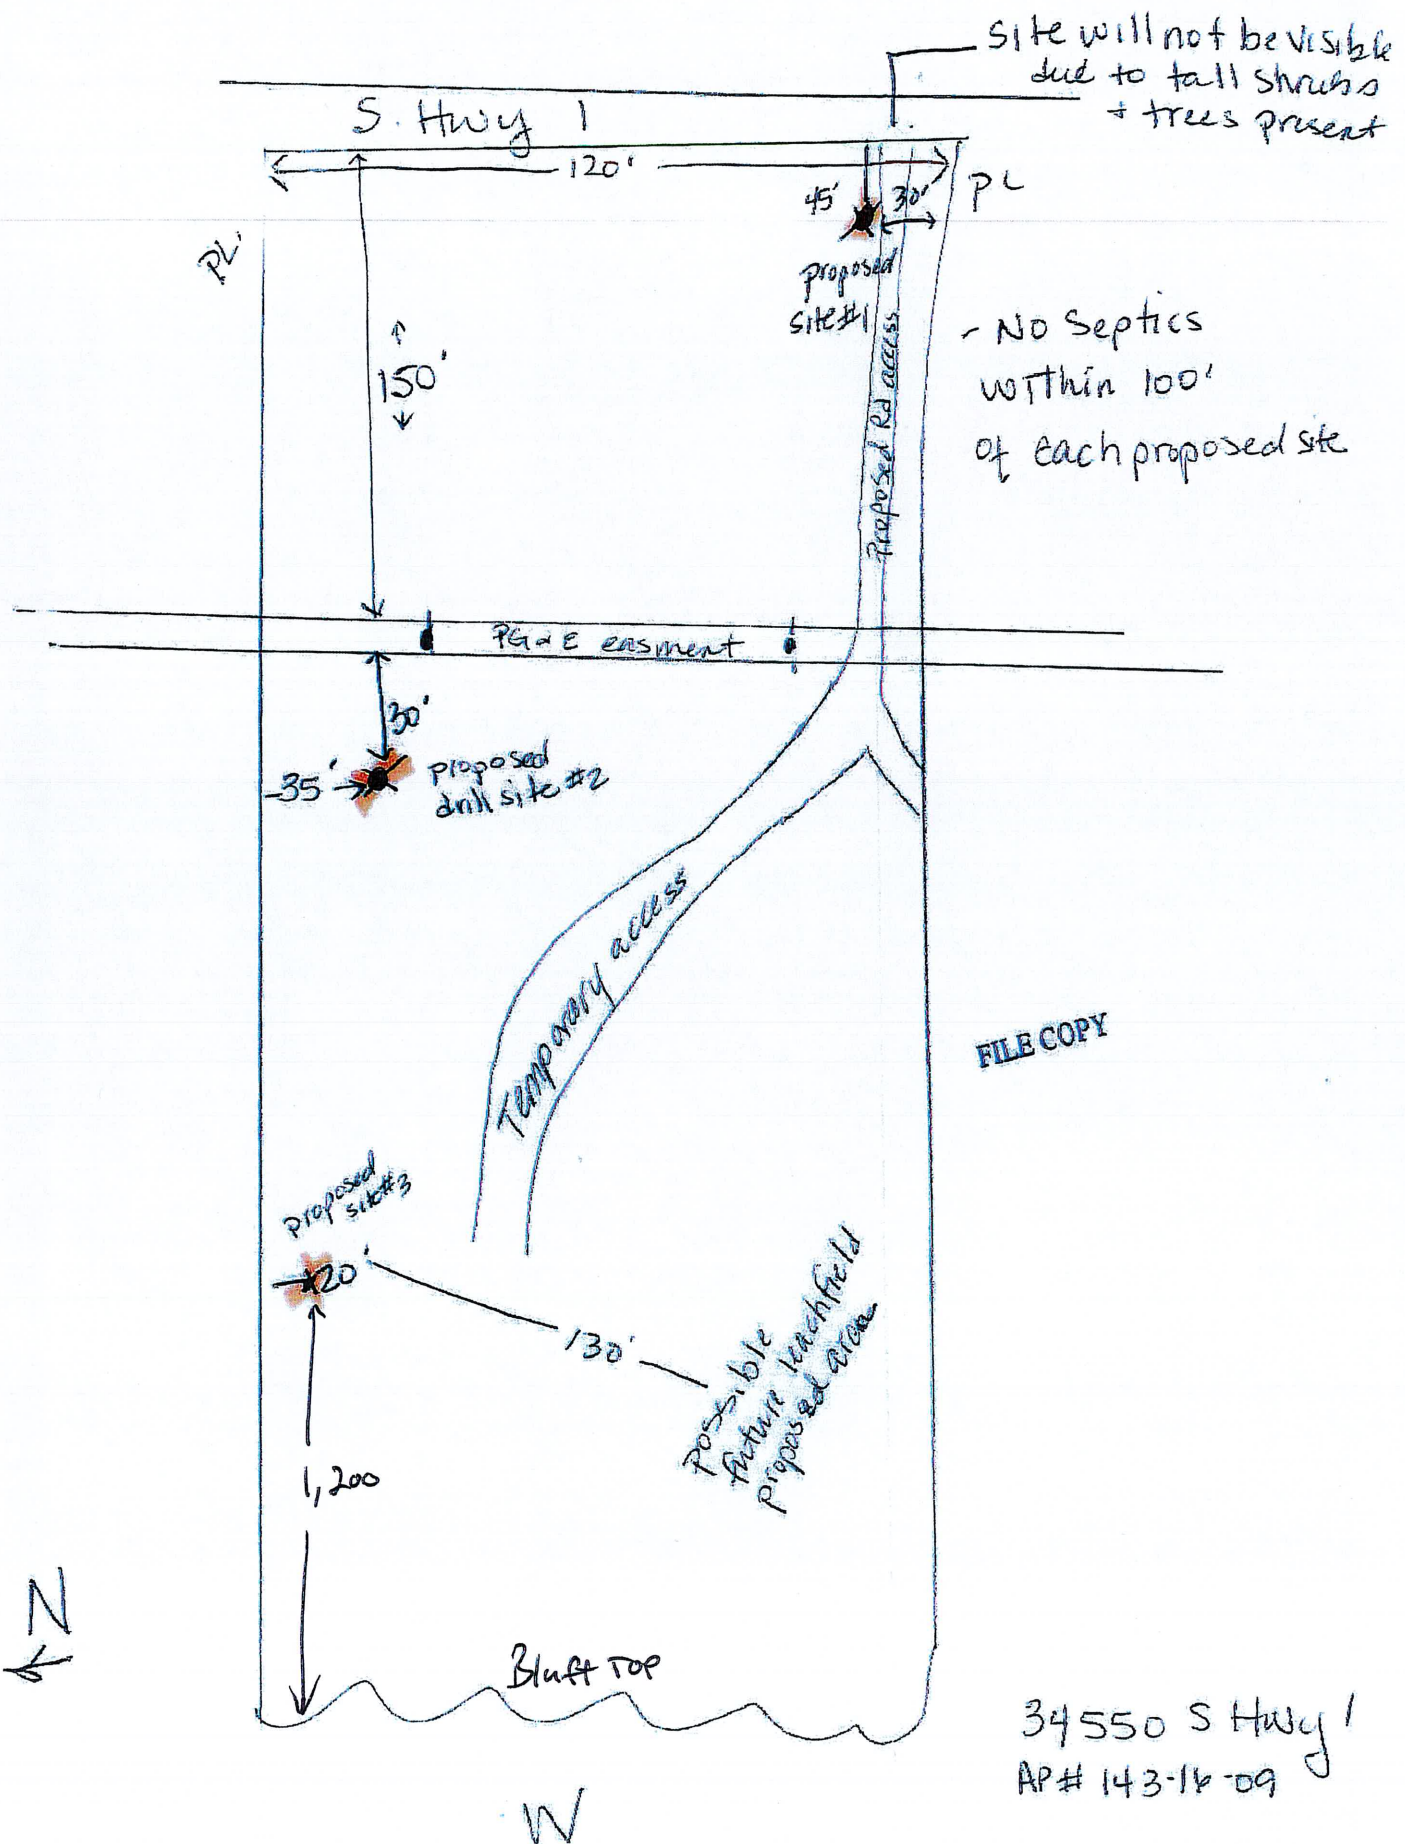 Site will not be visible
due to tall shrubs
+ trees present
S. Hwy 1
120'
PL
PL
45'
30'
proposed
site#1
Proposed Rd access
150'
- No Septics
within 100'
of each proposed site
PG&E easment
30'
35'
proposed
drill site #2
Temporary access
FILE COPY
proposed
site#3
20'
130'
Possible
future leachfield
proposed area
1,200
N
Bluff Top
34550 S Hwy 1
AP# 143-16-09
W